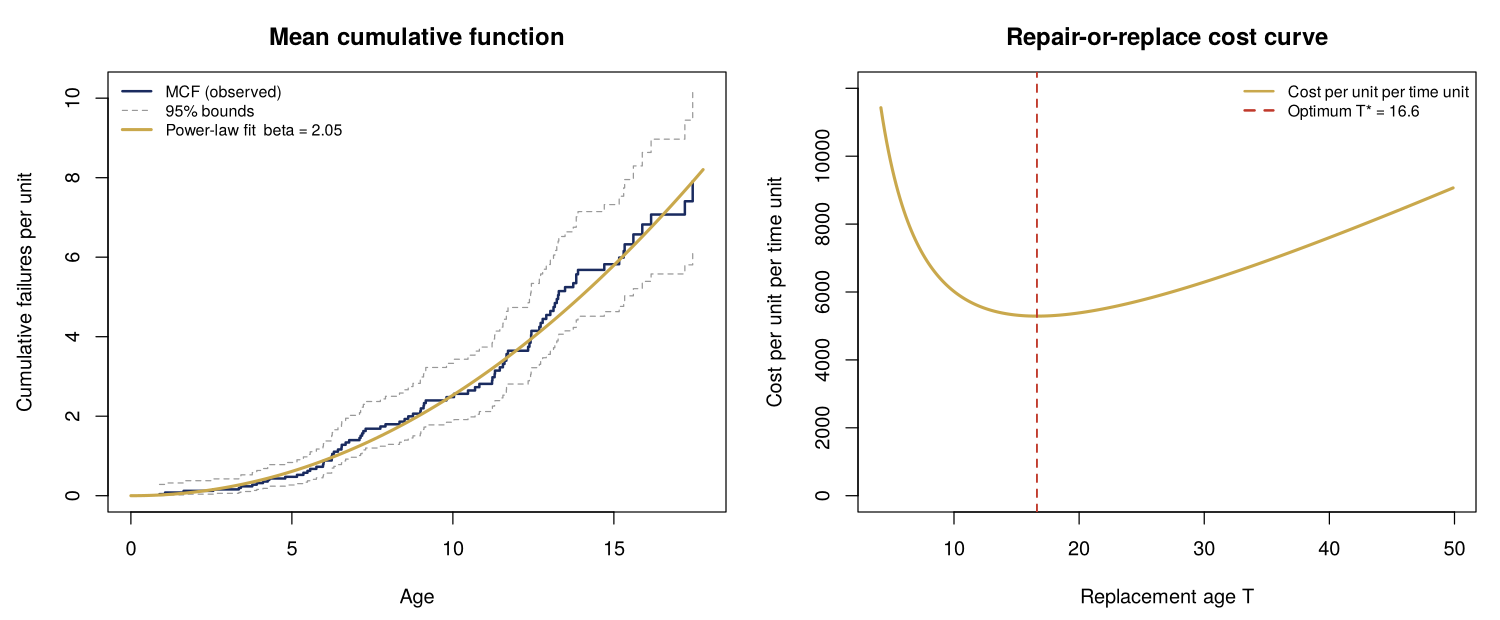 Mean cumulative function
MCF (observed)
95% bounds
Power-law fit beta = 2.05
Cumulative failures per unit
0
2
4
6
8
10
0 5 10 15
Age
Repair-or-replace cost curve
Cost per unit per time unit
Optimum T* = 16.6
Cost per unit per time unit
0
2000
4000
6000
8000
10000
10 20 30 40 50
Replacement age T